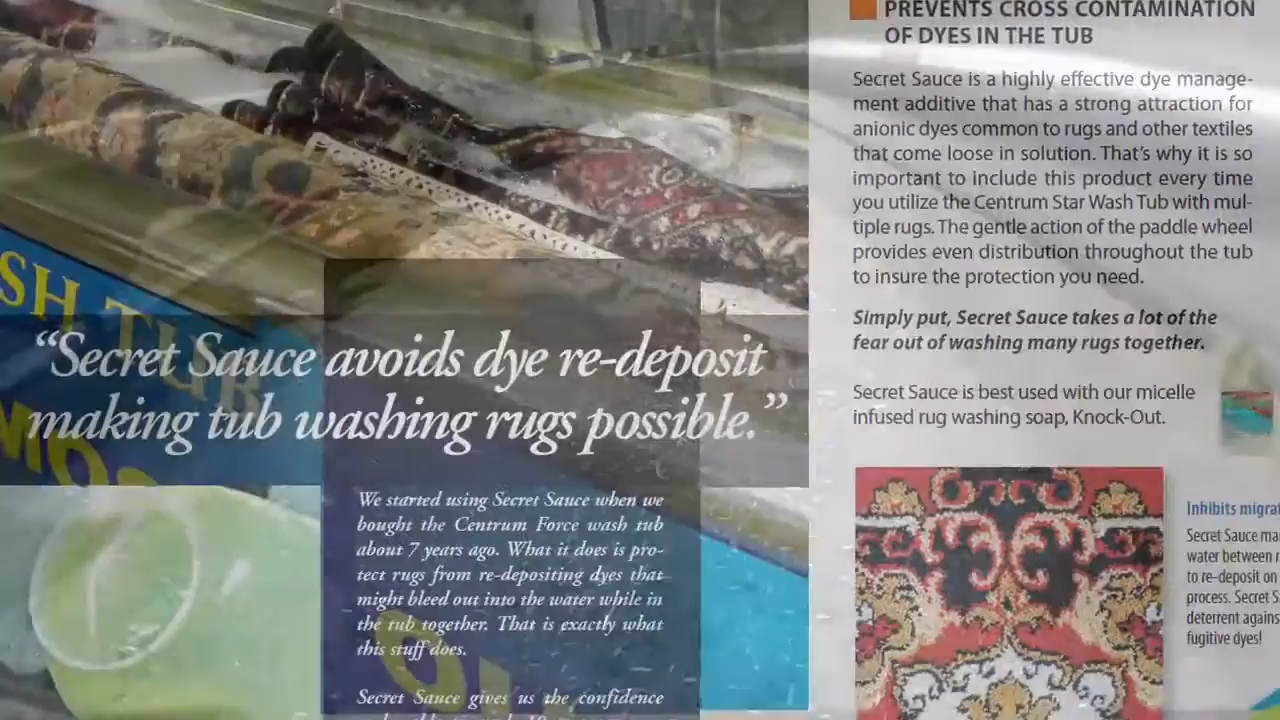 SH TUB
“Secret Sauce avoids dye re-deposit
making tub washing rugs possible.”
We started using Secret Sauce when we
bought the Centrum Force wash tub
about 7 years ago. What it does is pro-
tect rugs from re-depositing dyes that
might bleed out into the water while in
the tub together. That is exactly what
this stuff does.
Secret Sauce gives us the confidence
PREVENTS CROSS CONTAMINATION
OF DYES IN THE TUB
Secret Sauce is a highly effective dye manage-
ment additive that has a strong attraction for
anionic dyes common to rugs and other textiles
that come loose in solution. That’s why it is so
important to include this product every time
you utilize the Centrum Star Wash Tub with mul-
tiple rugs. The gentle action of the paddle wheel
provides even distribution throughout the tub
to insure the protection you need.
Simply put, Secret Sauce takes a lot of the
fear out of washing many rugs together.
Secret Sauce is best used with our micelle
infused rug washing soap, Knock-Out.
Inhibits migrat
Secret Sauce ma
water between r
to re-deposit on
process. Secret S
deterrent agains
fugitive dyes!